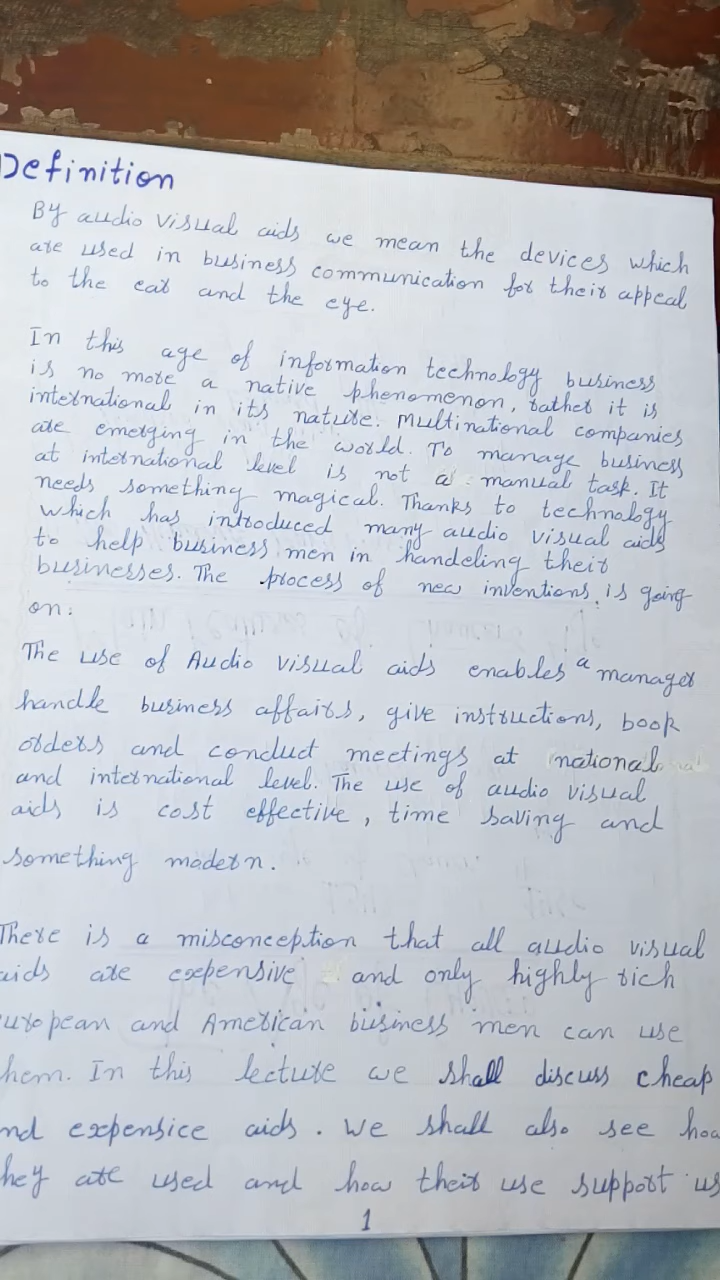 Definition
By audio visual aids we mean the devices which
are used in business communication for their appeal
to the ear and the eye.
In this age of information technology business
is no more a native phenomenon, rather it is
international in its nature. Multinational companies
are emerging in the world. To manage business
at international level is not a manual task. It
needs something magical. Thanks to technology
which has introduced many audio visual aids
to help business men in handeling their
businesses. The process of new inventions is going
on.
The use of Audio visual aids enables a manager
handle business affairs, give instructions, book
orders and conduct meetings at national
and international level. The use of audio visual
aids is cost effective, time saving and
something madern.
There is a misconception that all audio visual
aids are expensive and only highly rich
uropean and American business men can use
hem. In this lecture we shall discuss cheap
nd expensice aids. We shall also see how
hey are used and how their use support us
1